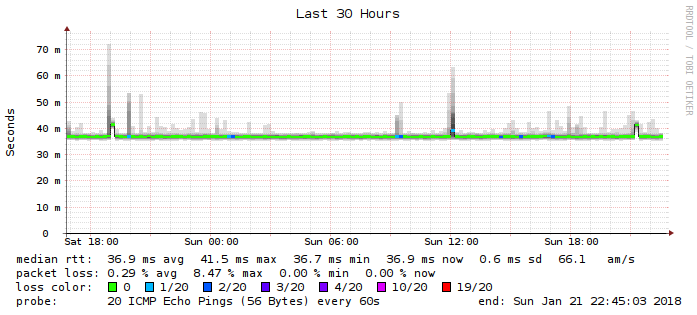 Last 30 Hours
RRDTOOL / TOBI OETIKER
Seconds
70 m
60 m
50 m
40 m
30 m
20 m
10 m
0
Sat 18:00 Sun 00:00 Sun 06:00 Sun 12:00 Sun 18:00
median rtt: 36.9 ms avg 41.5 ms max 36.7 ms min 36.9 ms now 0.6 ms sd 66.1 am/s
packet loss: 0.29 % avg 8.47 % max 0.00 % min 0.00 % now
loss color: 0 1/20 2/20 3/20 4/20 10/20 19/20
probe: 20 ICMP Echo Pings (56 Bytes) every 60s end: Sun Jan 21 22:45:03 2018